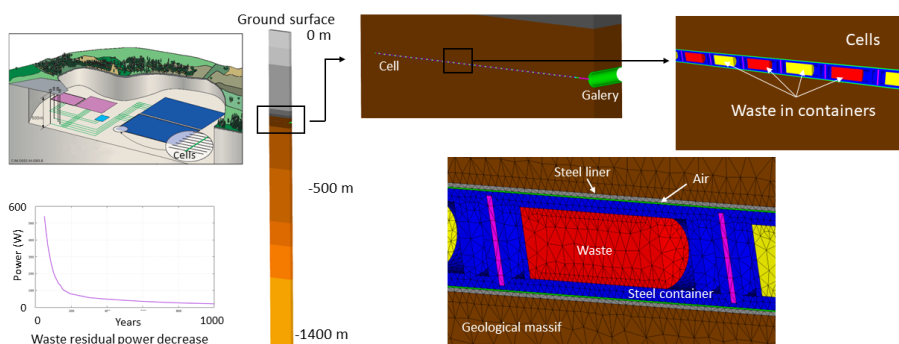 Ground surface
0 m
Cell
Galery
Cells
Waste in containers
Cells
-500 m
-1400 m
600
Power (W)
0
Years
1000
Waste residual power decrease
Steel liner
Air
Waste
Steel container
Geological massif